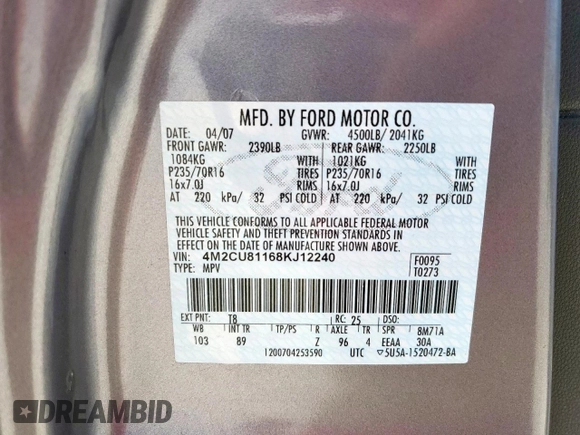 MFD. BY FORD MOTOR CO.
DATE: 04/07 GVWR: 4500LB/ 2041KG
FRONT GAWR: 2390LB REAR GAWR: 2250LB
1084KG WITH 1021KG WITH
P235/70R16 TIRES P235/70R16 TIRES
16x7.0J RIMS 16x7.0J RIMS
AT 220 kPa/ 32 PSI COLD AT 220 kPa/ 32 PSI COLD
THIS VEHICLE CONFORMS TO ALL APPLICABLE FEDERAL MOTOR
VEHICLE SAFETY AND THEFT PREVENTION STANDARDS IN
EFFECT ON THE DATE OF MANUFACTURE SHOWN ABOVE.
VIN: 4M2CU81168KJ12240 F0095
TYPE: MPV T0273
EXT PNT: T8 RC: 25 DSO:
WB INT TR TP/PS R AXLE TR SPR 8M71A
103 89 Z 96 4 EEAA 30A
1200704253590 UTC 5U5A-1520472-BA
Ford
DREAMBID